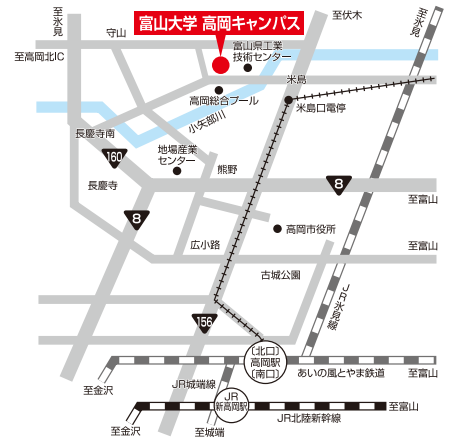 至氷見
守山
富山大学 高岡キャンパス
至伏木
至氷見
至高岡北IC
富山県工業
技術センター
米島
高岡総合プール
米島口電停
小矢部川
長慶寺南
160
地場産業
センター
熊野
長慶寺
8
8
至富山
高岡市役所
広小路
至富山
古城公園
JR氷見線
156
〔北口〕
高岡駅
〔南口〕
あいの風とやま鉄道
至富山
至金沢
JR城端線
JR
新高岡駅
至富山
JR北陸新幹線
至金沢
至城端